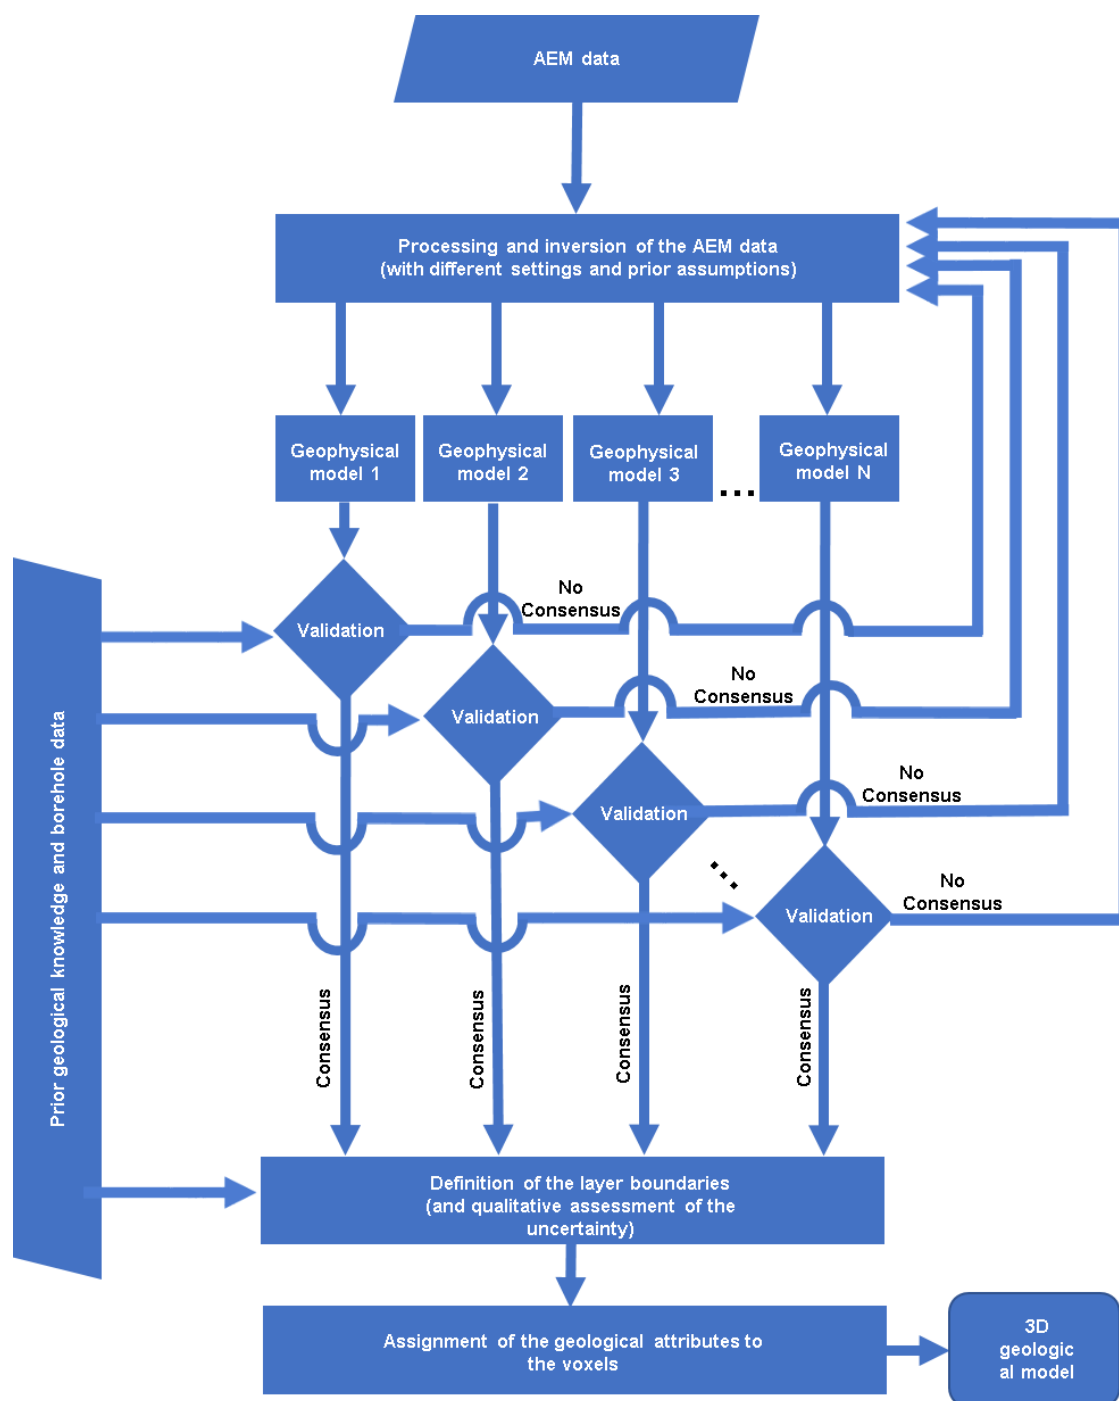 AEM data
Processing and inversion of the AEM data
(with different settings and prior assumptions)
Geophysical
model 1
Geophysical
model 2
Geophysical
model 3
...
Geophysical
model N
No
Consensus
Validation
No
Consensus
Validation
No
Consensus
Validation
...
No
Consensus
Validation
Prior geological knowledge and borehole data
Consensus
Consensus
Consensus
Consensus
Definition of the layer boundaries
(and qualitative assessment of the
uncertainty)
Assignment of the geological attributes to
the voxels
3D
geologic
al model